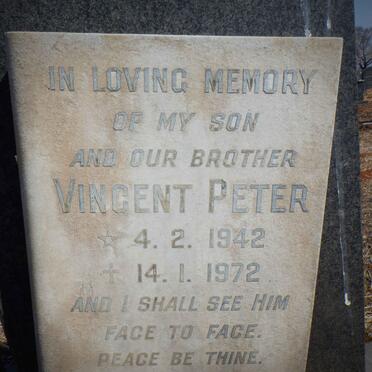 IN LOVING MEMORY
OF MY SON
AND OUR BROTHER
VINCENT PETER
☆ 4. 2. 1942
✝ 14. 1. 1972
AND I SHALL SEE HIM
FACE TO FACE.
PEACE BE THINE.